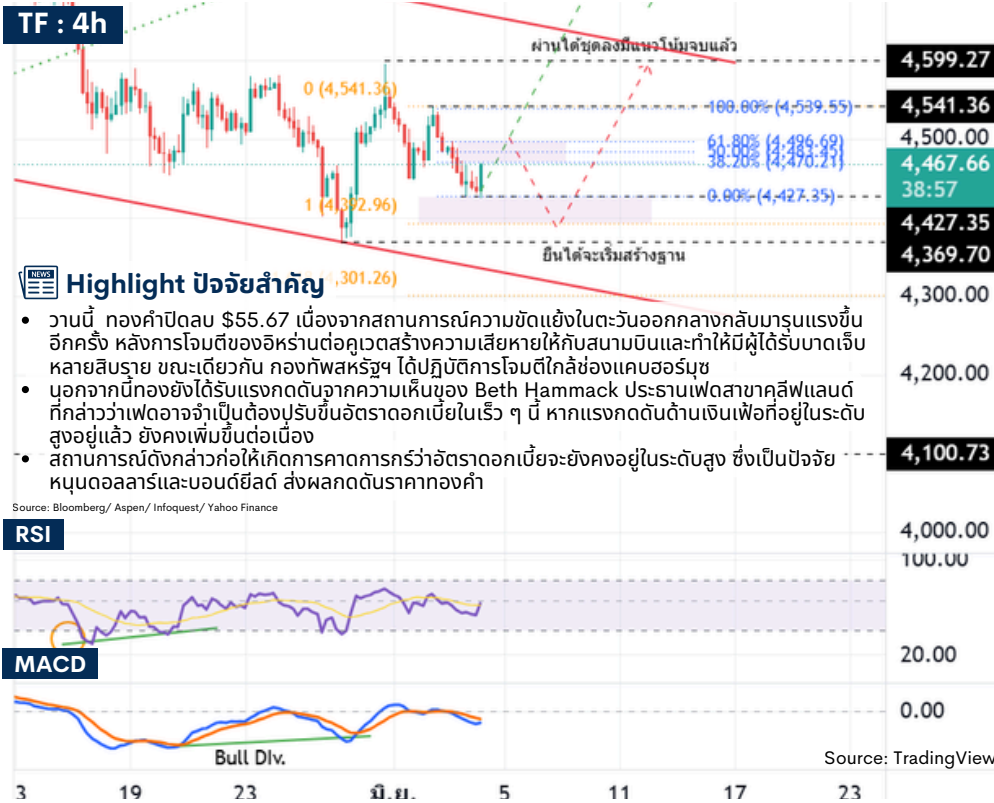 TF : 4h
ผ่านได้ชุดลงมีแนวโน้มจบแล้ว
4,599.27
0 (4,541.36)
100.00% (4,539.55)
4,541.36
4,500.00
61.80% (4,496.69)
50.00% (4,483.45)
38.20% (4,470.21)
4,467.66
38:57
0.00% (4,427.35)
1 (4,392.96)
4,427.35
4,369.70
ยืนได้จะเริ่มสร้างฐาน
NEWS
Highlight ปัจจัยสำคัญ
,301.26)
4,300.00
• วานนี้ ทองคำปิดลบ $55.67 เนื่องจากสถานการณ์ความขัดแย้งในตะวันออกกลางกลับมารุนแรงขึ้น
อีกครั้ง หลังการโจมตีของอิหร่านต่อคูเวตสร้างความเสียหายให้กับสนามบินและทำให้มีผู้ได้รับบาดเจ็บ
หลายสิบราย ขณะเดียวกัน กองทัพสหรัฐฯ ได้ปฏิบัติการโจมตีใกล้ช่องแคบฮอร์มุซ
4,200.00
• นอกจากนี้ทองยังได้รับแรงกดดันจากความเห็นของ Beth Hammack ประธานเฟดสาขาคลีฟแลนด์
ที่กล่าวว่าเฟดอาจจำเป็นต้องปรับขึ้นอัตราดอกเบี้ยในเร็ว ๆ นี้ หากแรงกดดันด้านเงินเฟ้อที่อยู่ในระดับ
สูงอยู่แล้ว ยังคงเพิ่มขึ้นต่อเนื่อง
• สถานการณ์ดังกล่าวก่อให้เกิดการคาดการกร์ว่าอัตราดอกเบี้ยจะยังคงอยู่ในระดับสูง ซึ่งเป็นปัจจัย
หนุนดอลลาร์และบอนด์ยีลด์ ส่งผลกดดันราคาทองคำ
4,100.73
Source: Bloomberg/ Aspen/ Infoquest/ Yahoo Finance
4,000.00
RSI
100.00
20.00
MACD
0.00
Bull DIv.
Source: TradingView
3 19 23 มิ.ย. 5 11 17 23